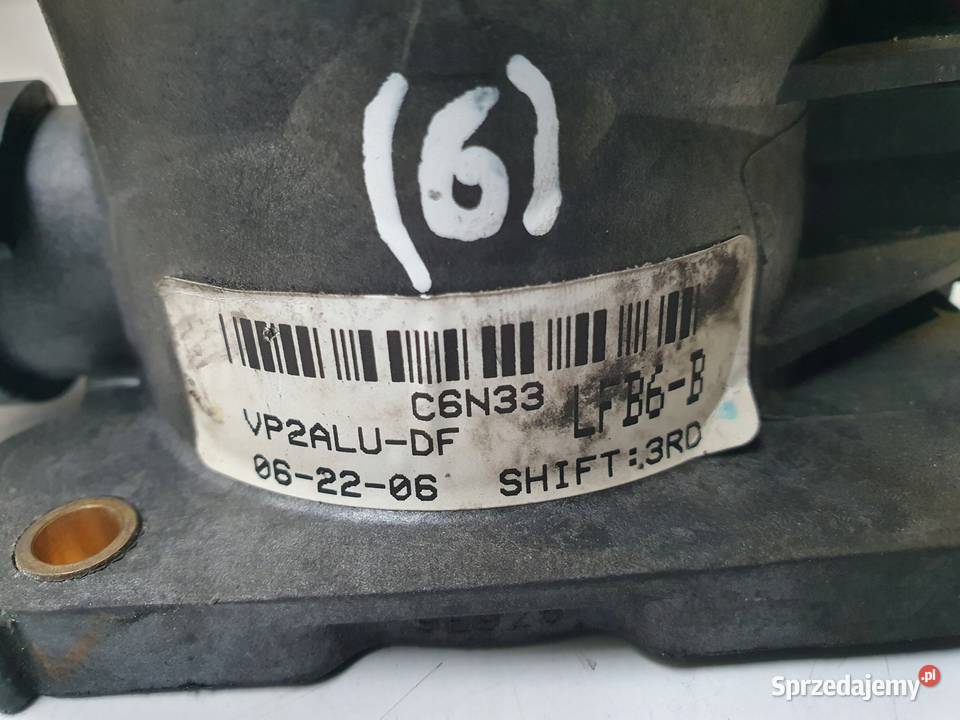 (6)
C6N33
LFB6-B
VP2ALU-DF
06-22-06 SHIFT:3RD
Sprzedajemy.pl